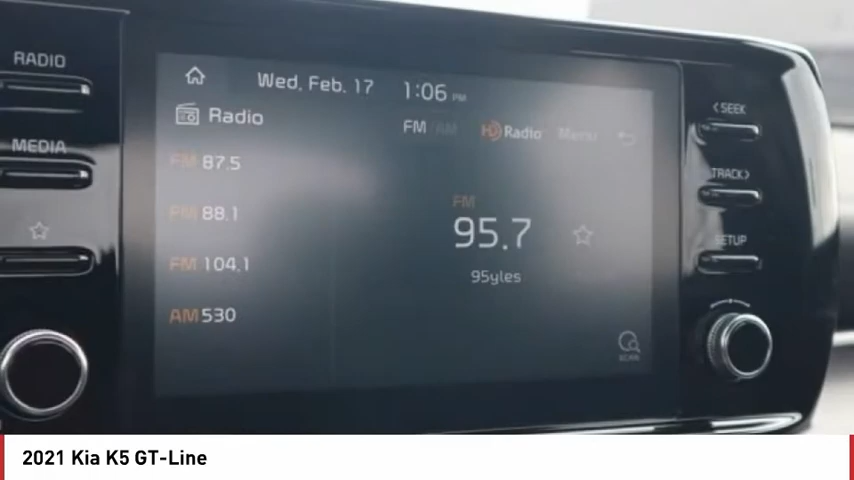 RADIO
MEDIA
Wed, Feb. 17 1:06 PM
Radio
FM/AM HD Radio Menu
FM 87.5
FM 88.1
FM 104.1
AM 530
FM
95.7
95yles
SCAN
< SEEK
TRACK >
SETUP
2021 Kia K5 GT-Line